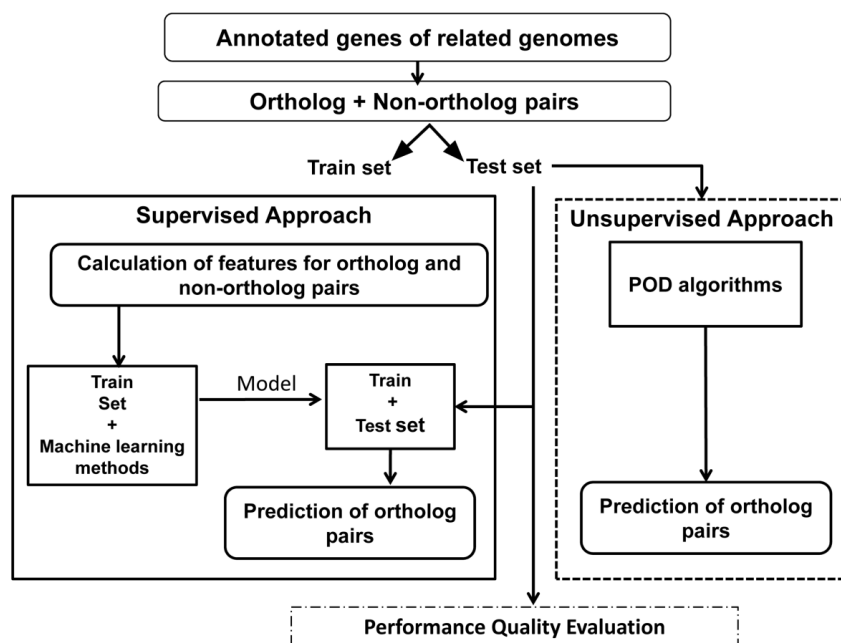 Annotated genes of related genomes
Ortholog + Non-ortholog pairs
Train set
Test set
Supervised Approach
Calculation of features for ortholog and
non-ortholog pairs
Train
Set
+
Machine learning
methods
Model
Train
+
Test set
Prediction of ortholog
pairs
Unsupervised Approach
POD algorithms
Prediction of ortholog
pairs
Performance Quality Evaluation